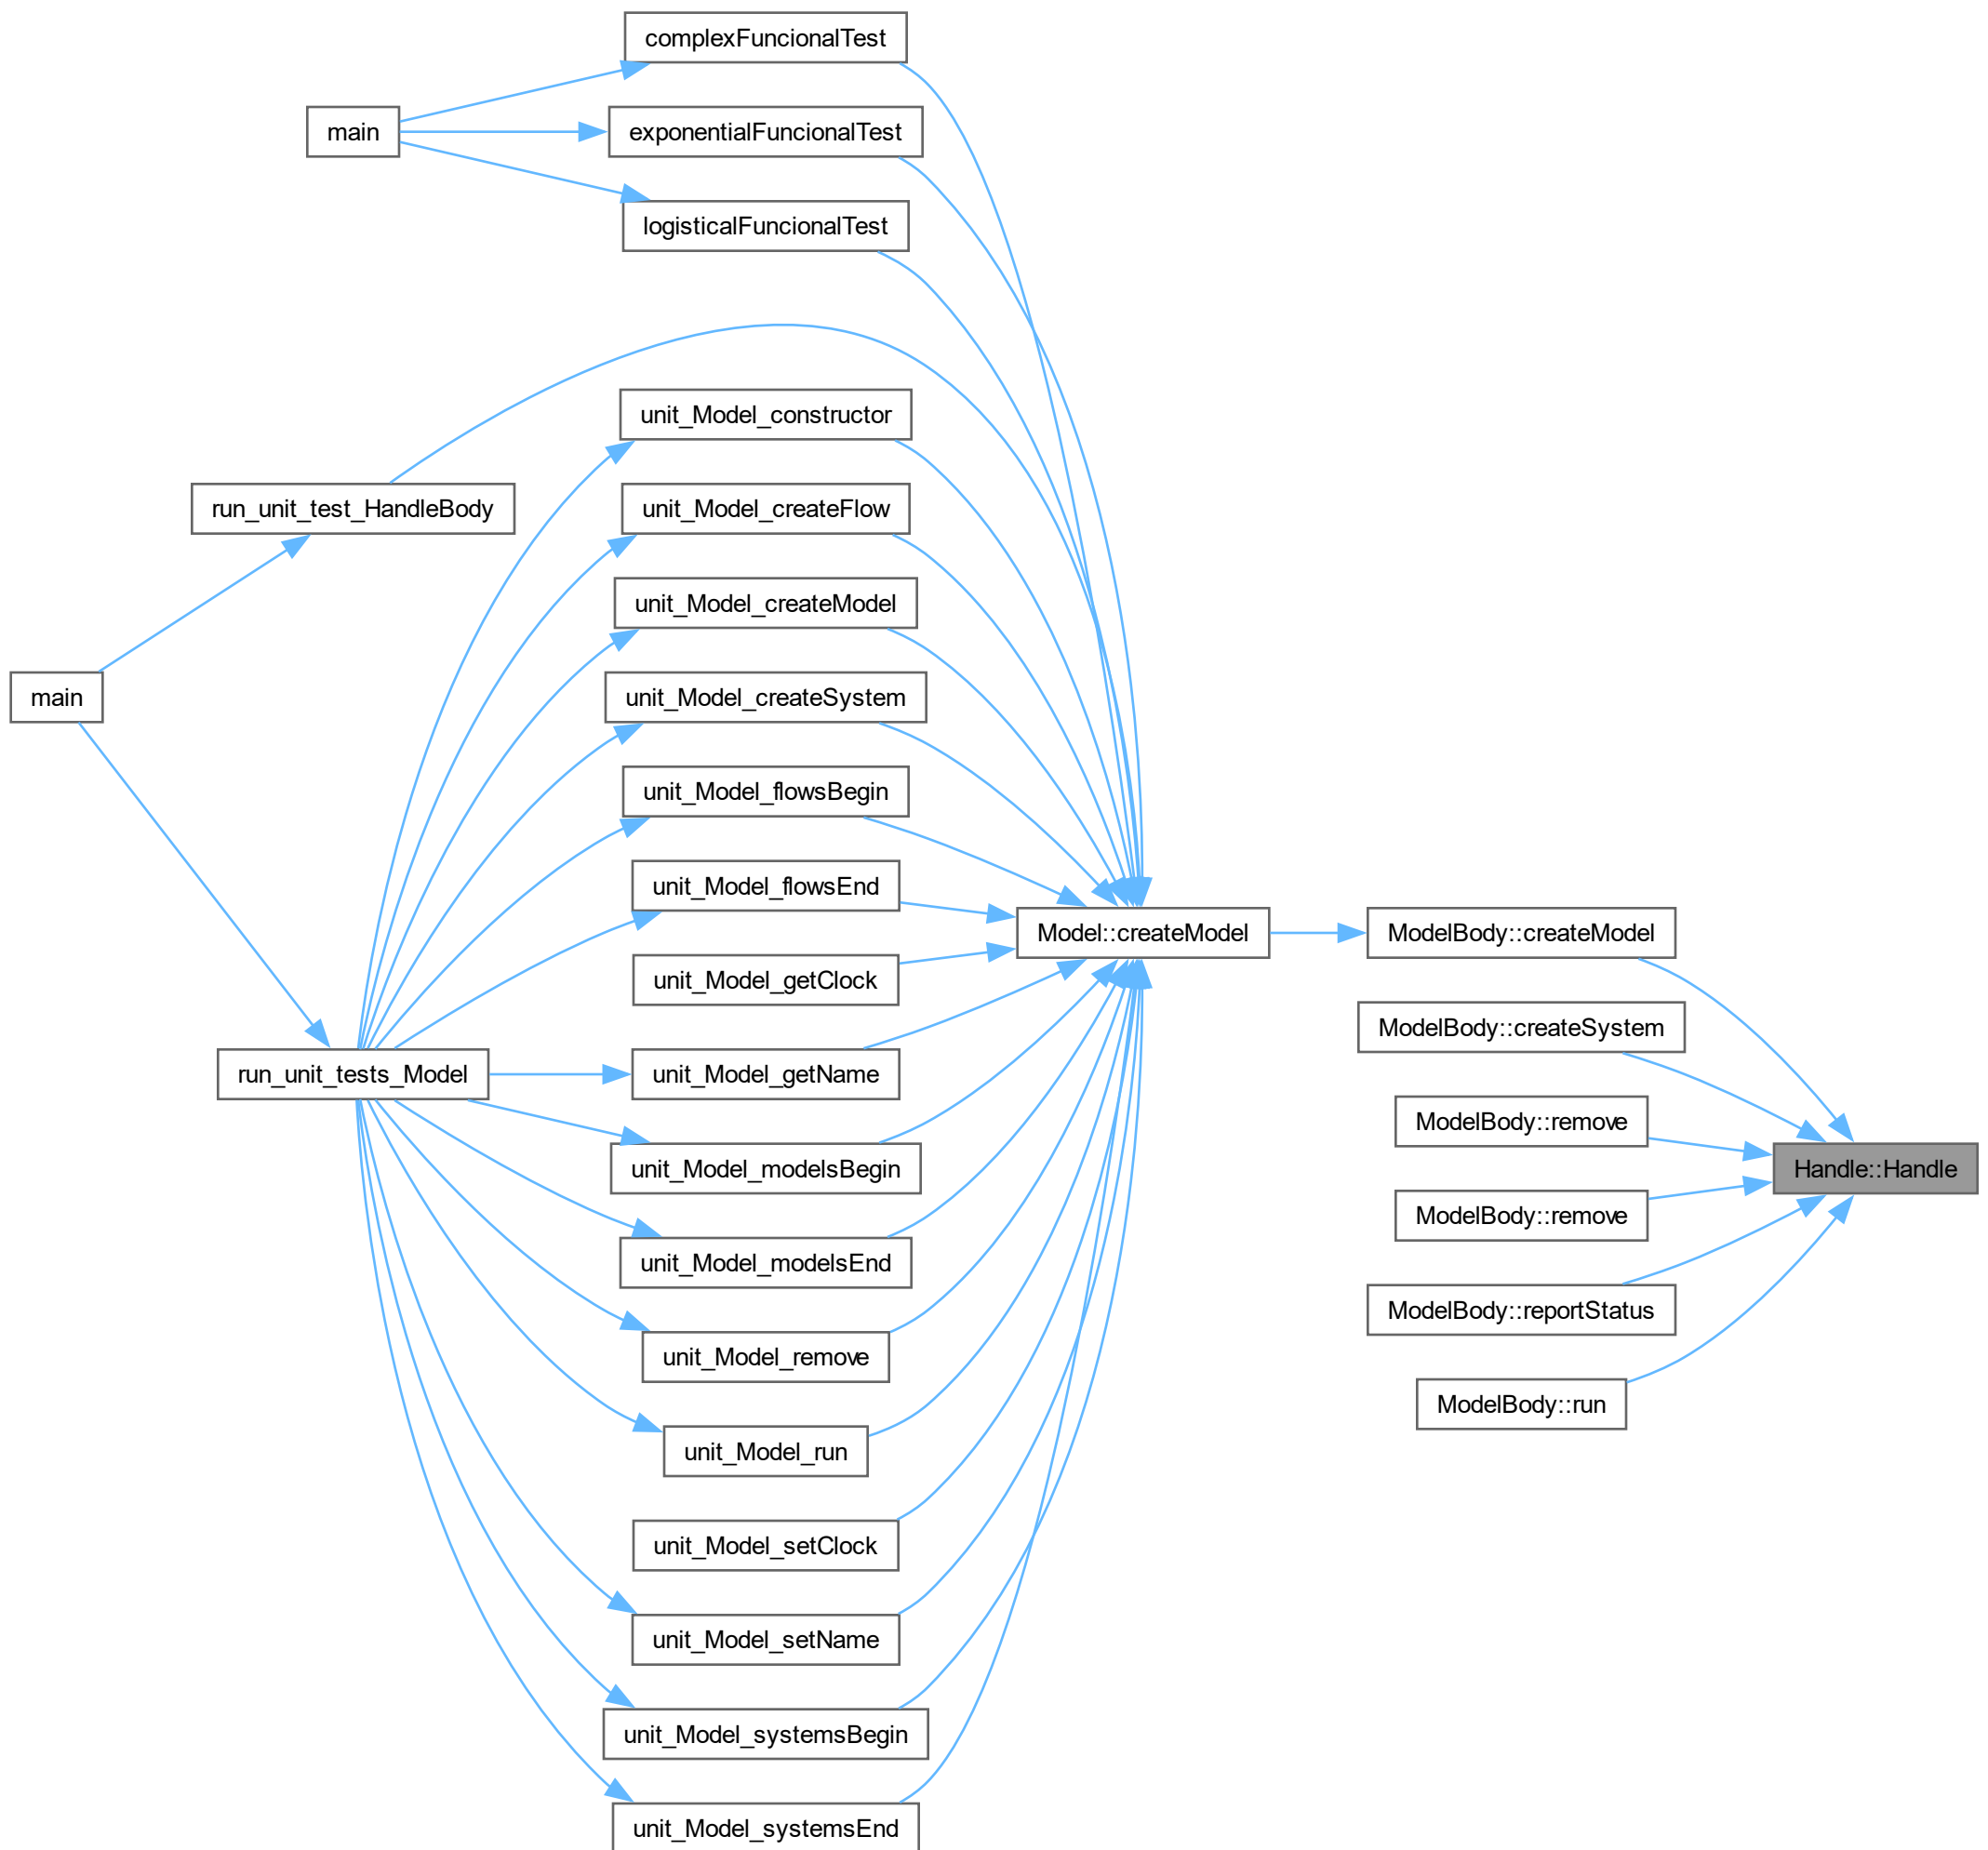 complexFuncionalTest
main
exponentialFuncionalTest
logisticalFuncionalTest
unit_Model_constructor
run_unit_test_HandleBody
unit_Model_createFlow
unit_Model_createModel
main
unit_Model_createSystem
unit_Model_flowsBegin
unit_Model_flowsEnd
Model::createModel
ModelBody::createModel
unit_Model_getClock
ModelBody::createSystem
run_unit_tests_Model
unit_Model_getName
ModelBody::remove
unit_Model_modelsBegin
Handle::Handle
ModelBody::remove
unit_Model_modelsEnd
ModelBody::reportStatus
unit_Model_remove
ModelBody::run
unit_Model_run
unit_Model_setClock
unit_Model_setName
unit_Model_systemsBegin
unit_Model_systemsEnd